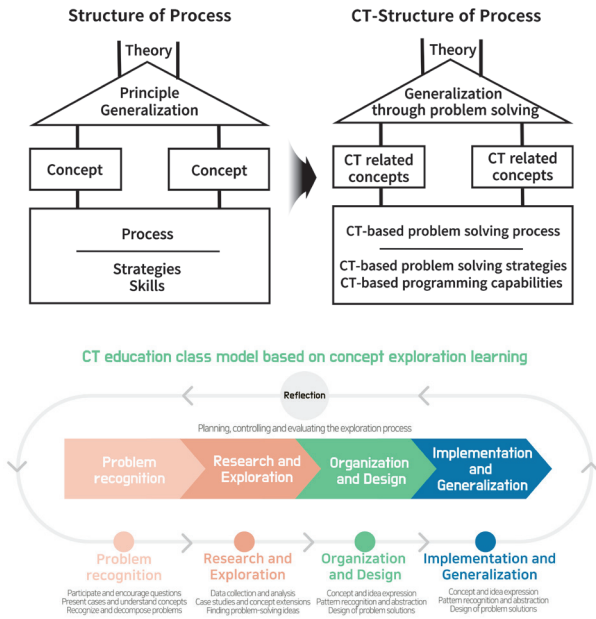 Structure of Process
Theory
Principle
Generalization
Concept
Concept
Process
Strategies
Skills
CT-Structure of Process
Theory
Generalization
through problem solving
CT related
concepts
CT related
concepts
CT-based problem solving process
CT-based problem solving strategies
CT-based programming capabilities
CT education class model based on concept exploration learning
Reflection
Planning, controlling and evaluating the exploration process
Problem
recognition
Research and
Exploration
Organization
and Design
Implementation
and
Generalization
Problem
recognition
Participate and encourage questions
Present cases and understand concepts
Recognize and decompose problems
Research and
Exploration
Data collection and analysis
Case studies and concept extensions
Finding problem-solving ideas
Organization
and Design
Concept and idea expression
Pattern recognition and abstraction
Design of problem solutions
Implementation and
Generalization
Concept and idea expression
Pattern recognition and abstraction
Design of problem solutions